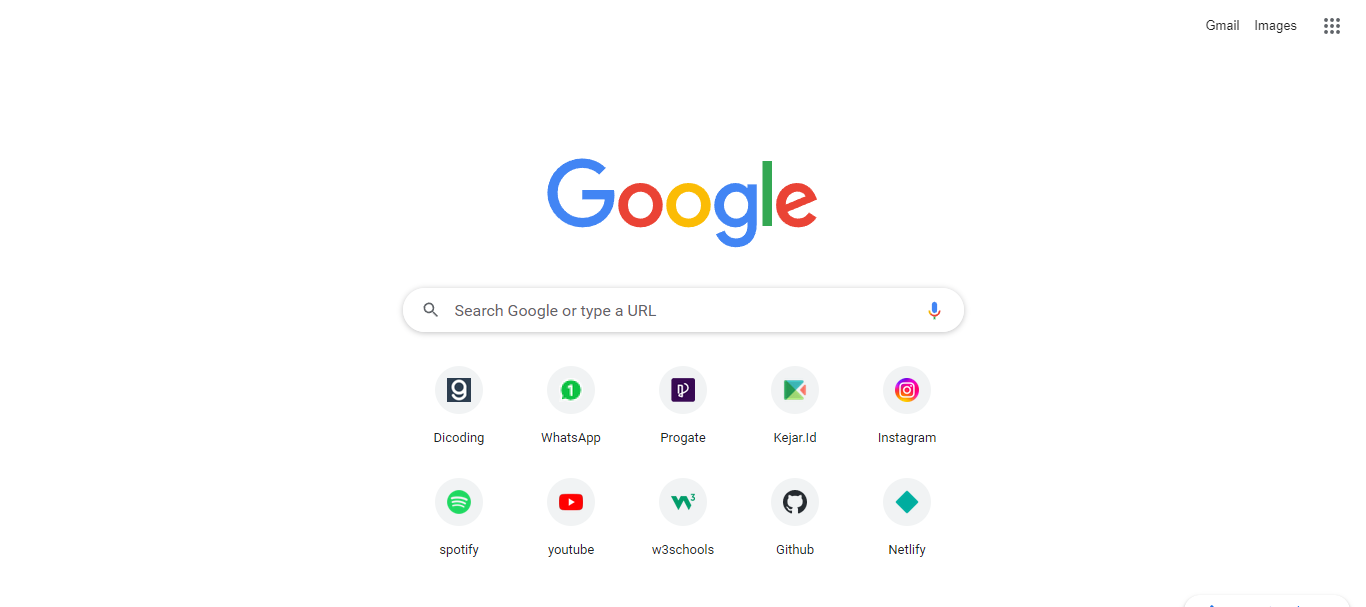 Gmail Images
Google
Search Google or type a URL
Dicoding WhatsApp Progate Kejar.Id Instagram
spotify youtube w3schools Github Netlify